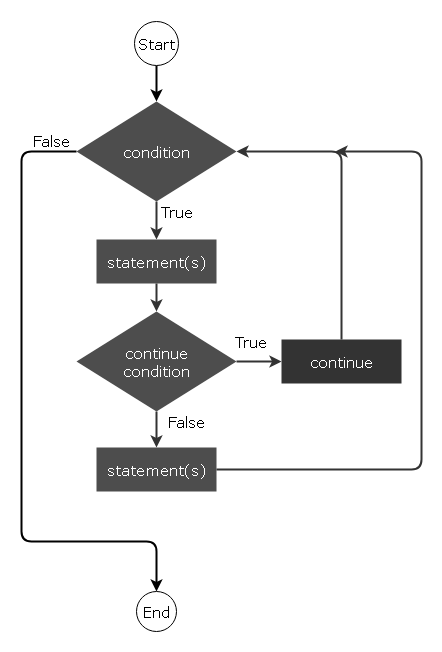 Start
False
condition
True
statement(s)
continue
condition
True
continue
False
statement(s)
End